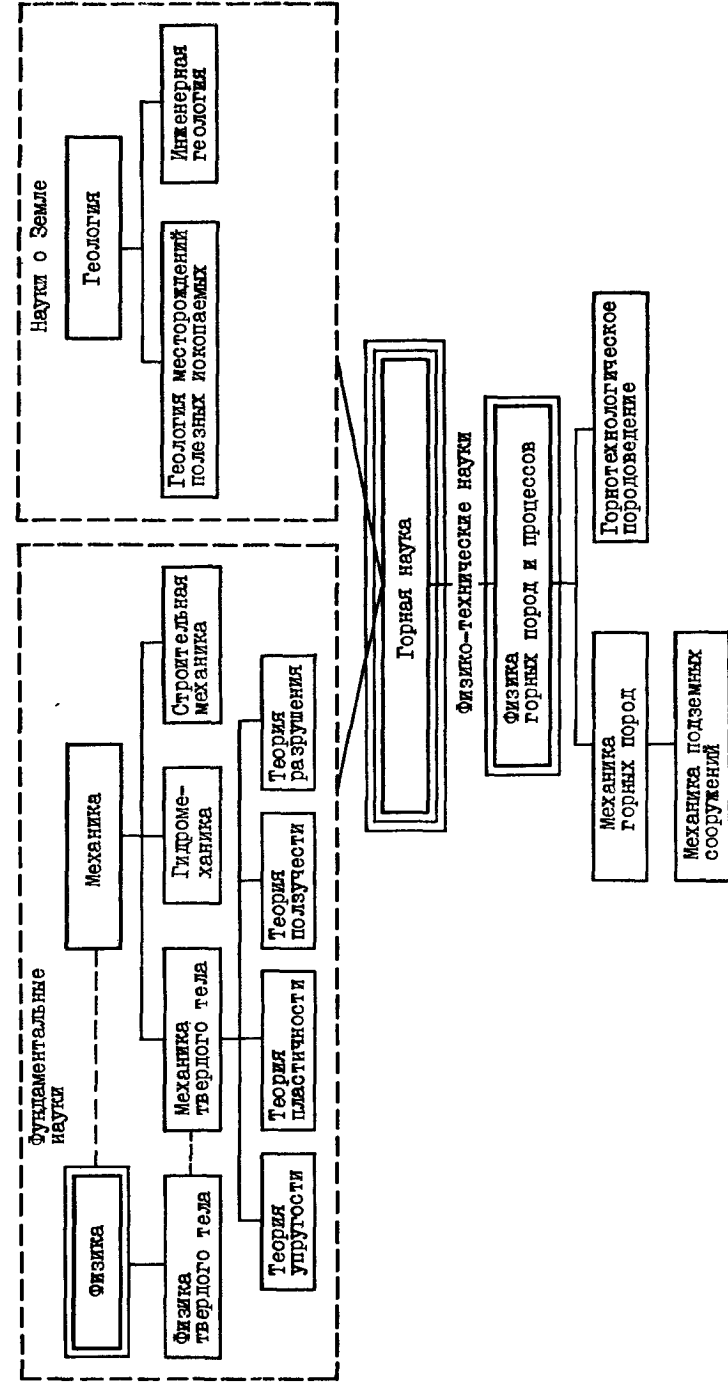 Фундаментальные
науки
Физика
Механика
Физика
твердого тела
Механика
твердого тела
Гидроме-
ханика
Строительная
механика
Теория
упругости
Теория
пластичности
Теория
ползучести
Теория
разрушения
Науки о Земле
Геология
Геология месторождений
полезных иокопаемых
Инженерная
геология
Горная наука
Физико-технические науки
Физика
горных пород и процессов
Механика
горных пород
Горнотехнологическое
породоведение
Механика подземных
сооружений